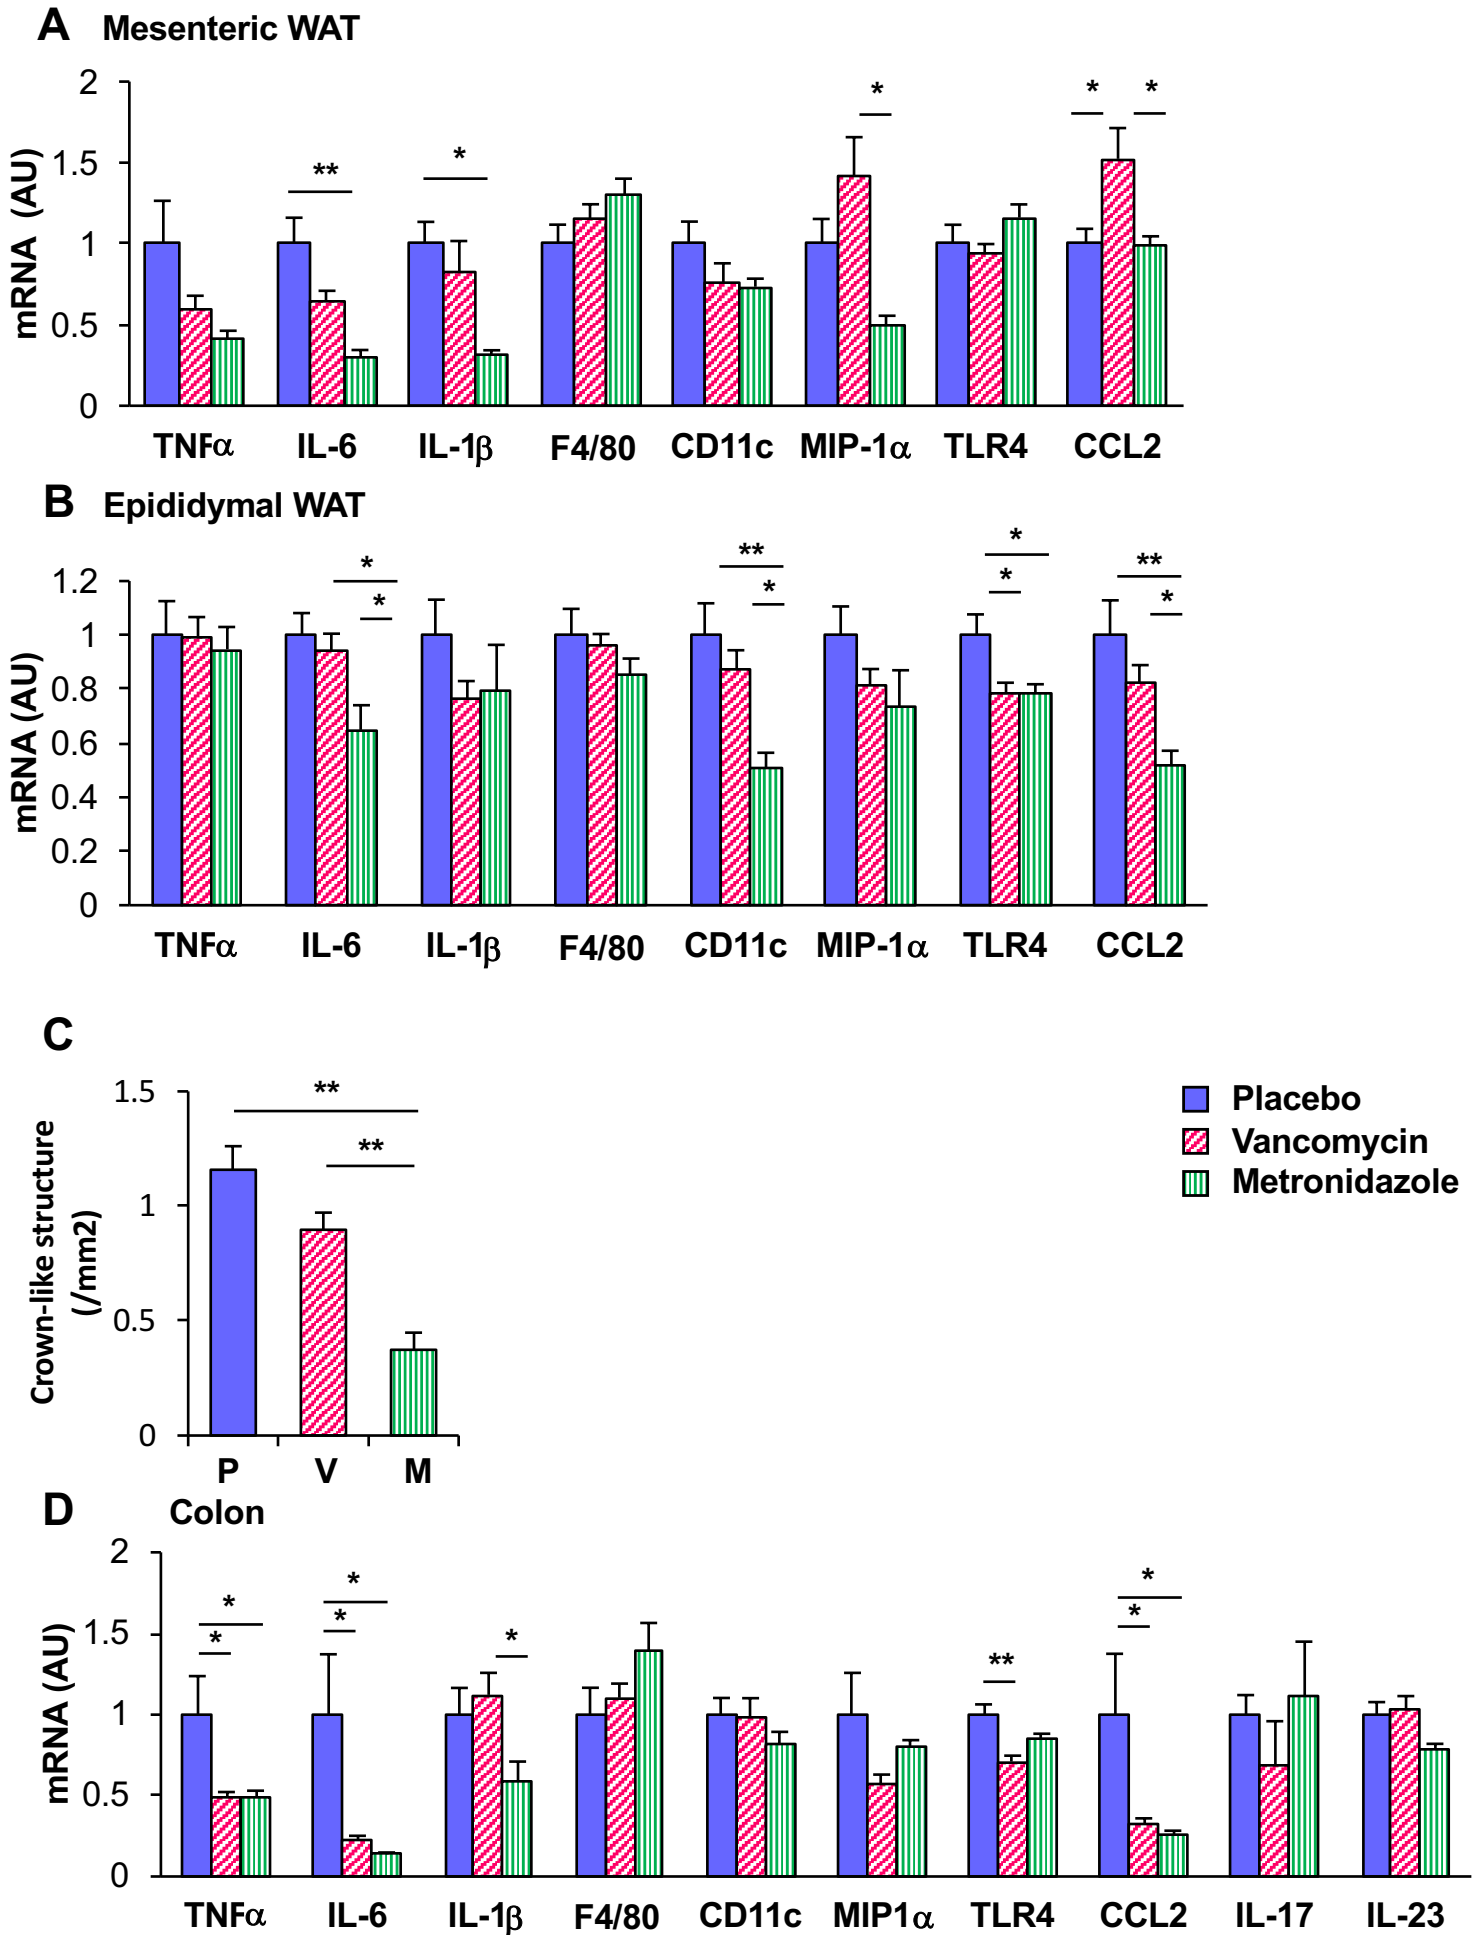 A Mesenteric WAT
mRNA (AU)
2
1.5
1
0.5
0
** * * * *
TNFα IL-6 IL-1β F4/80 CD11c MIP-1α TLR4 CCL2
B Epididymal WAT
mRNA (AU)
1.2
1
0.8
0.6
0.4
0.2
0
* ** * **
* * * *
TNFα IL-6 IL-1β F4/80 CD11c MIP-1α TLR4 CCL2
C
Crown-like structure
(/mm2)
1.5
1
0.5
0
**
**
P V M
Placebo
Vancomycin
Metronidazole
D Colon
mRNA (AU)
2
1.5
1
0.5
0
* * *
* * * ** *
TNFα IL-6 IL-1β F4/80 CD11c MIP1α TLR4 CCL2 IL-17 IL-23